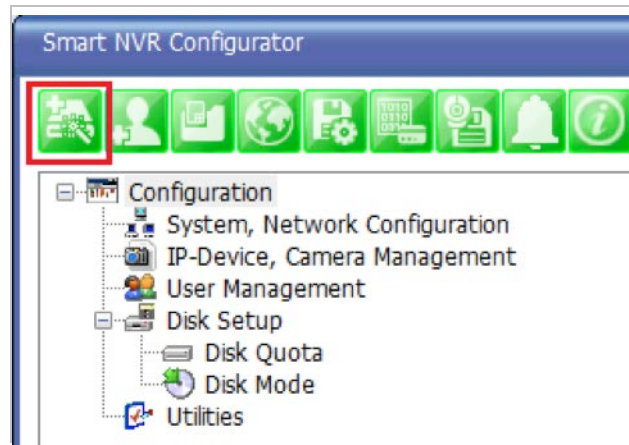 Smart NVR Configurator
Configuration
System, Network Configuration
IP-Device, Camera Management
User Management
Disk Setup
Disk Quota
Disk Mode
Utilities